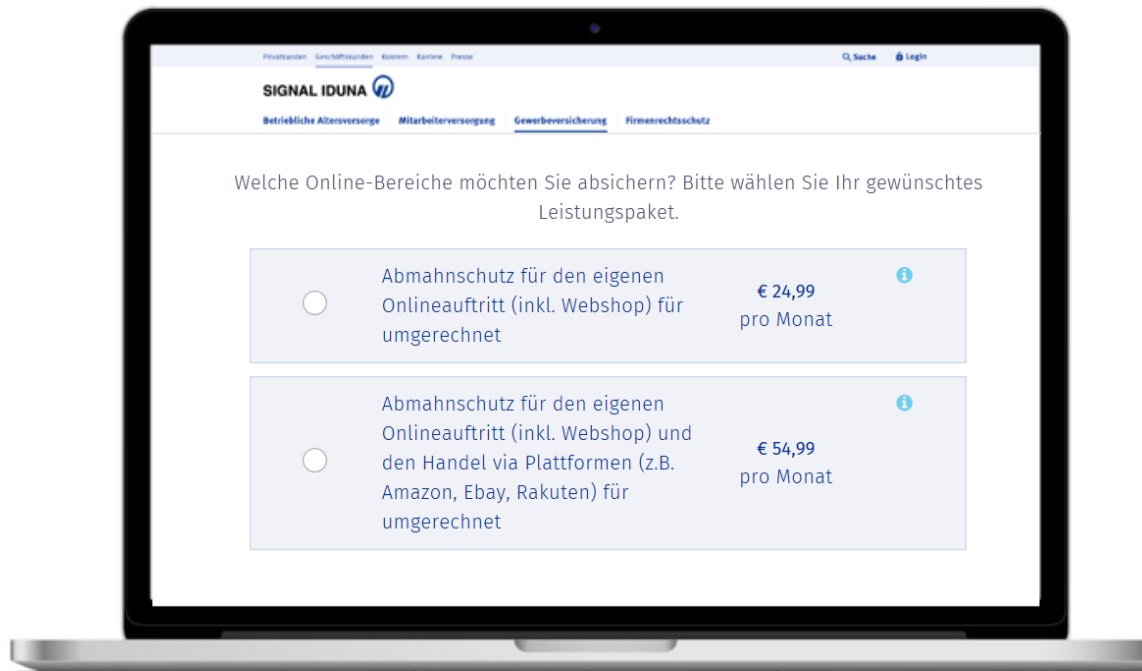 Privatkunden Geschäftskunden Konzern Karriere Presse Suche Login
SIGNAL IDUNA
Betriebliche Altersvorsorge Mitarbeiterversorgung Gewerbeversicherung Firmenrechtsschutz
Welche Online-Bereiche möchten Sie absichern? Bitte wählen Sie Ihr gewünschtes
Leistungspaket.
Abmahnschutz für den eigenen
Onlineauftritt (inkl. Webshop) für
umgerechnet
€ 24,99
pro Monat
Abmahnschutz für den eigenen
Onlineauftritt (inkl. Webshop) und
den Handel via Plattformen (z.B.
Amazon, Ebay, Rakuten) für
umgerechnet
€ 54,99
pro Monat